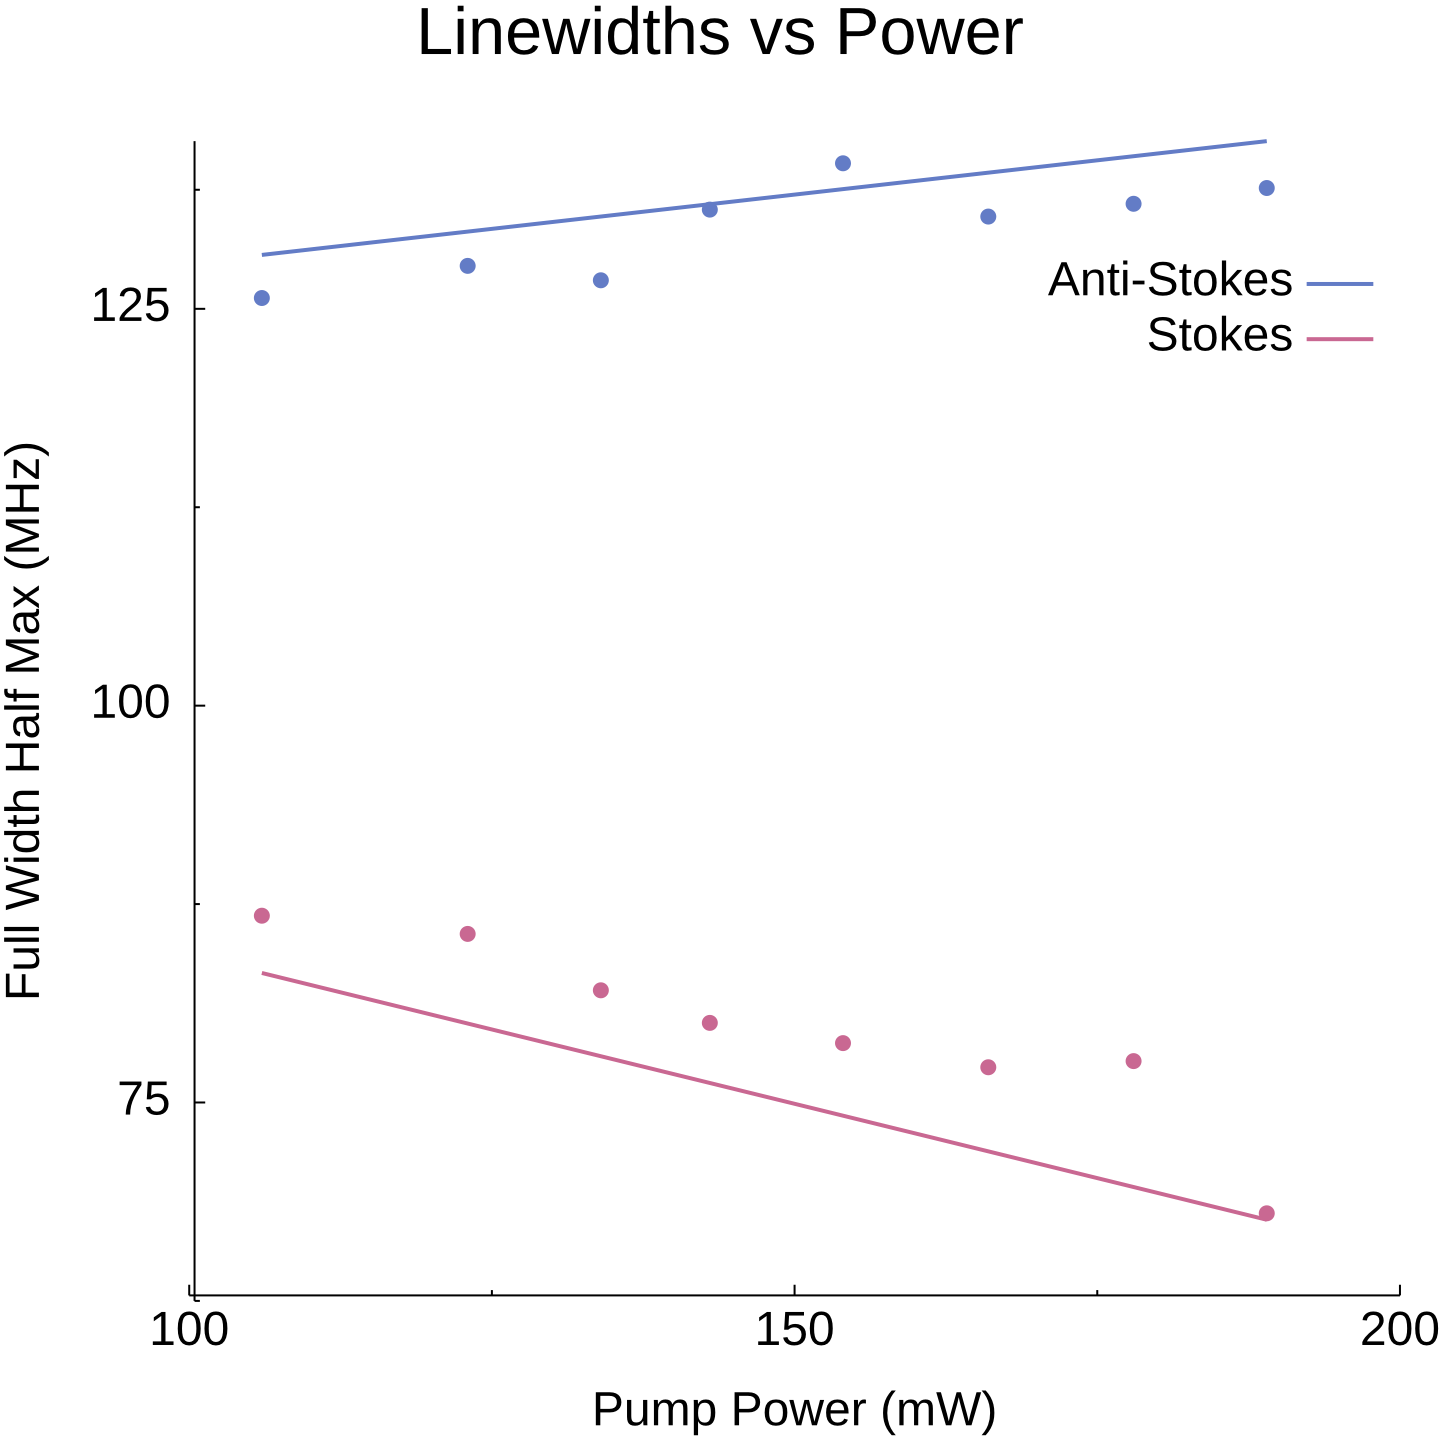 Linewidths vs Power
125
100
75
Full Width Half Max (MHz)
Anti-Stokes
Stokes
100
150
200
Pump Power (mW)